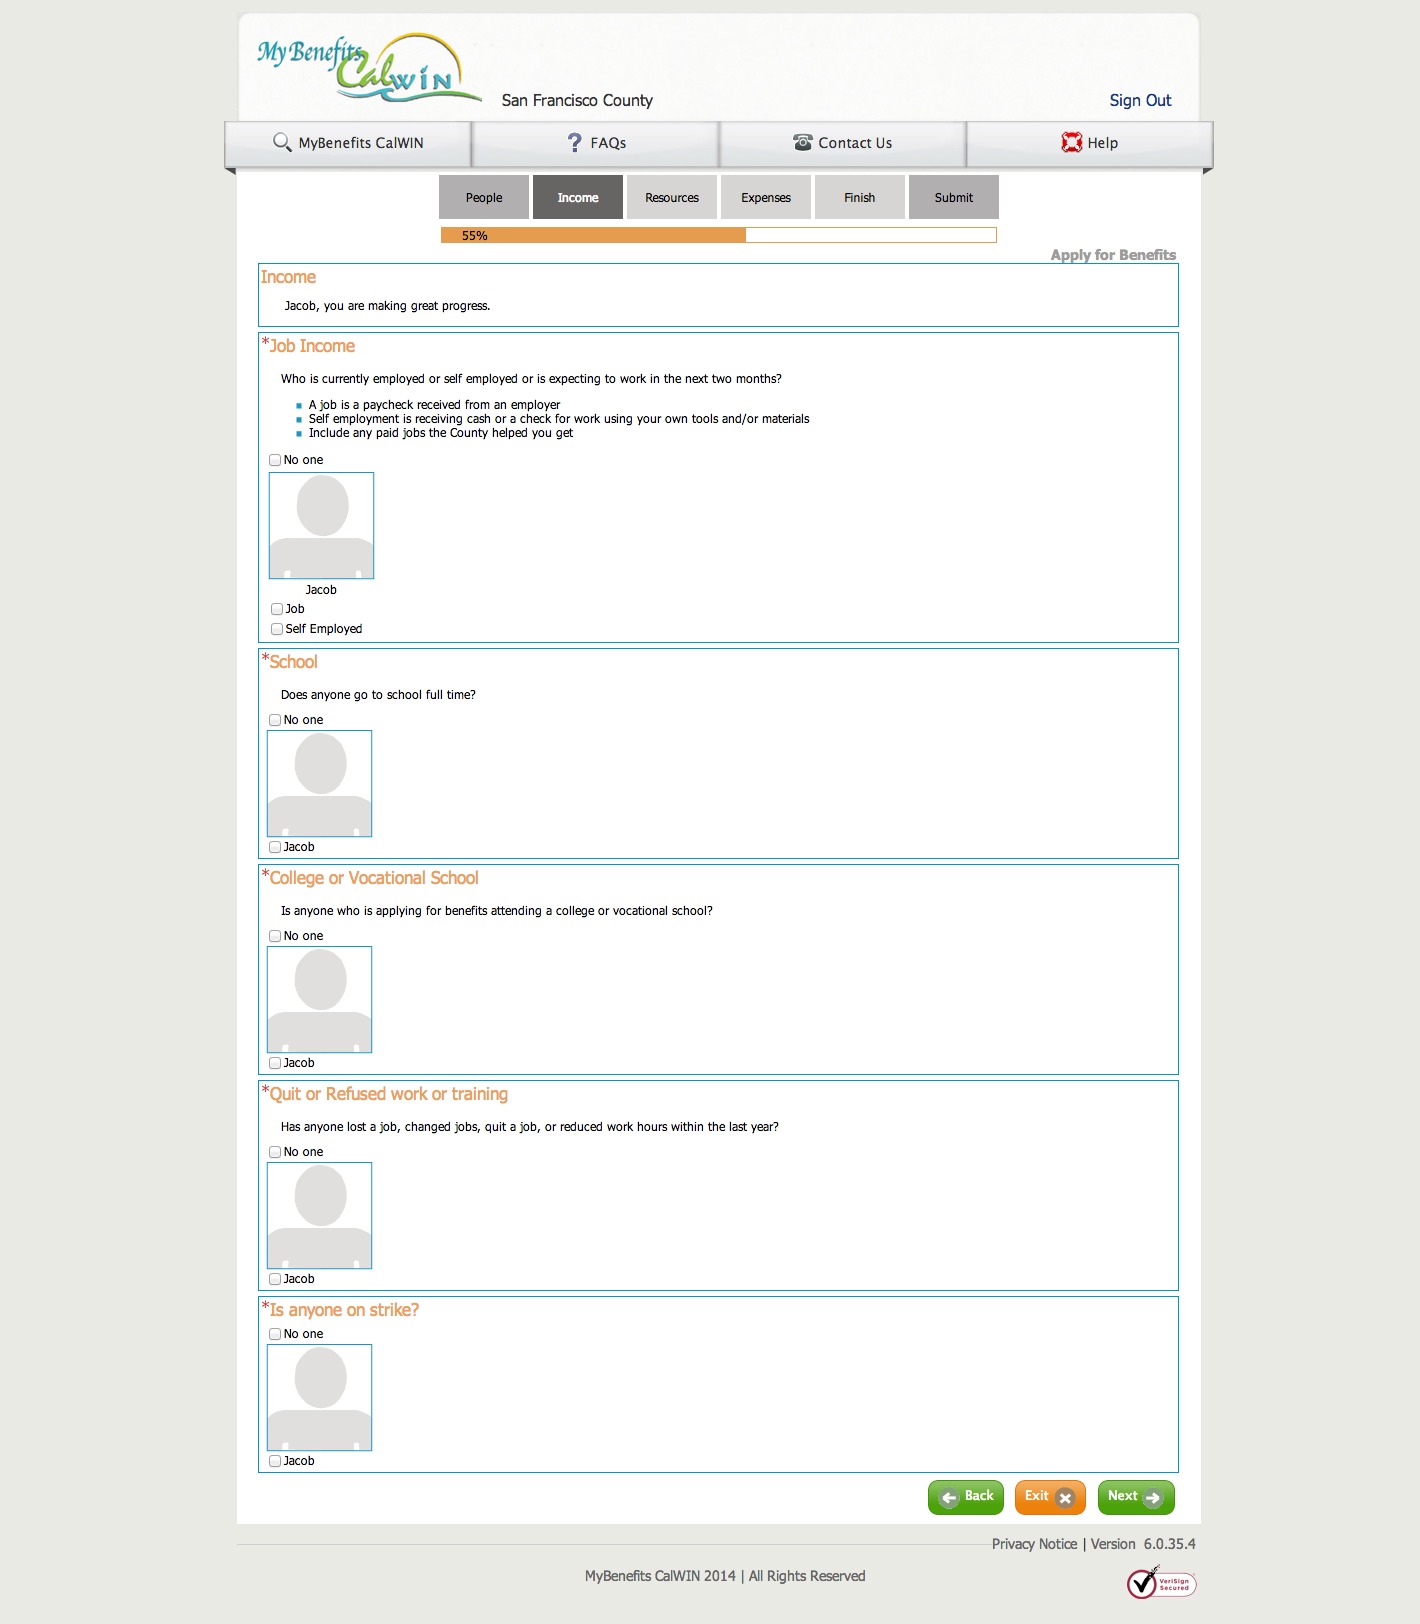 My Benefits
CalWIN
San Francisco County
Sign Out
MyBenefits CalWIN
FAQs
Contact Us
Help
People
Income
Resources
Expenses
Finish
Submit
55%
Apply for Benefits
Income
Jacob, you are making great progress.
*Job Income
Who is currently employed or self employed or is expecting to work in the next two months?
A job is a paycheck received from an employer
Self employment is receiving cash or a check for work using your own tools and/or materials
Include any paid jobs the County helped you get
No one
Jacob
Job
Self Employed
*School
Does anyone go to school full time?
No one
Jacob
*College or Vocational School
Is anyone who is applying for benefits attending a college or vocational school?
No one
Jacob
*Quit or Refused work or training
Has anyone lost a job, changed jobs, quit a job, or reduced work hours within the last year?
No one
Jacob
*Is anyone on strike?
No one
Jacob
Back
Exit
Next
Privacy Notice | Version 6.0.35.4
MyBenefits CalWIN 2014 | All Rights Reserved
VeriSign
Secured